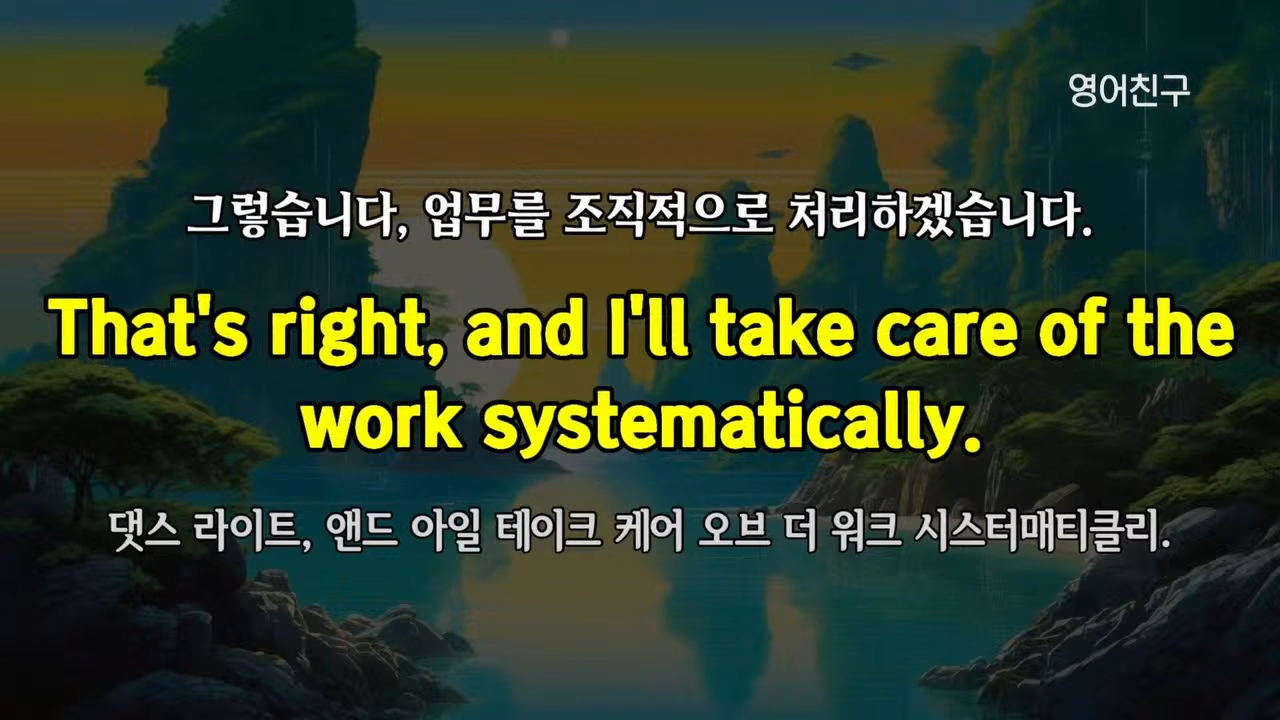 영어친구
그렇습니다, 업무를 조직적으로 처리하겠습니다.
That's right, and I'll take care of the
work systematically.
댓스 라이트, 앤드 아일 테이크 케어 오브 더 워크 시스터매티클리.